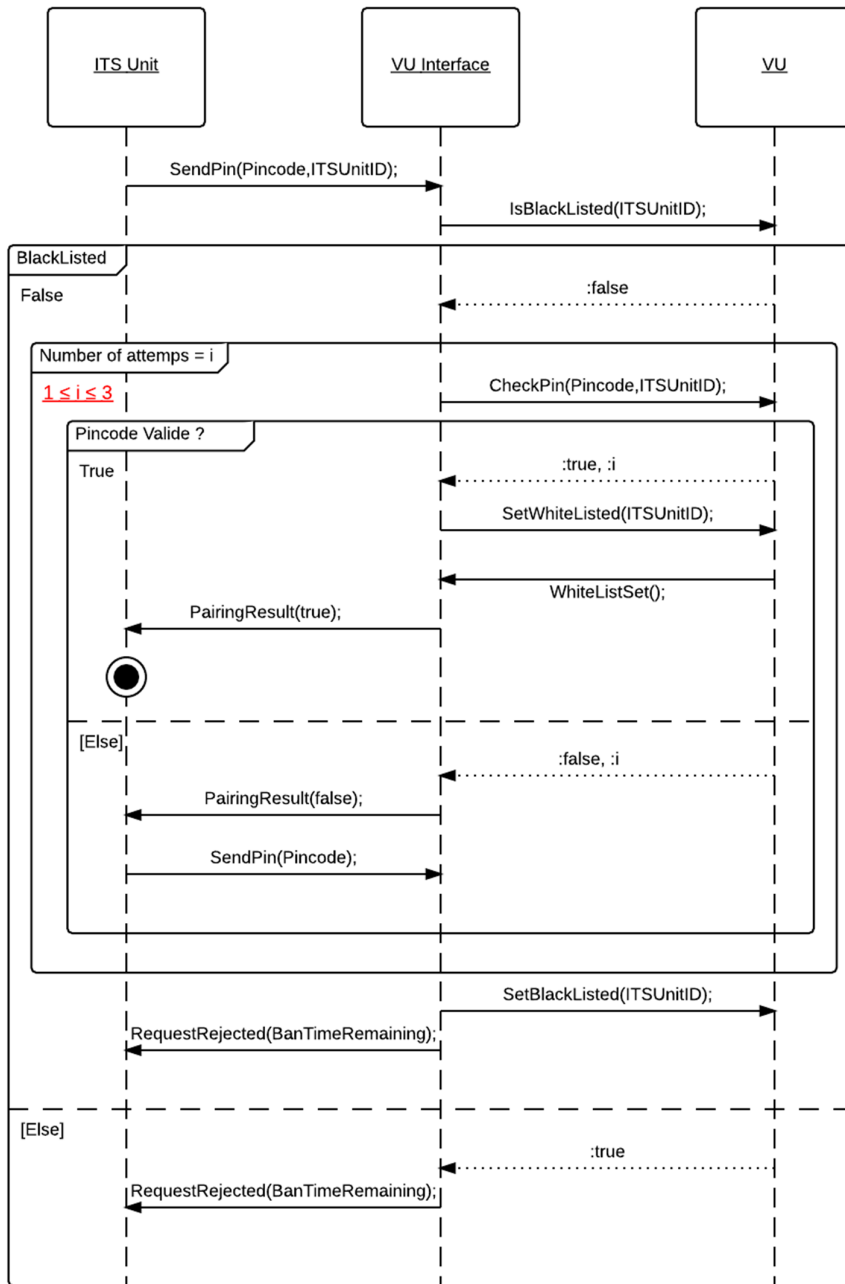 ITS Unit
VU Interface
VU
SendPin(Pincode,ITSUnitID);
IsBlackListed(ITSUnitID);
BlackListed
False
:false
Number of attemps = i
1 ≤ i ≤ 3
CheckPin(Pincode,ITSUnitID);
Pincode Valide ?
True
:true, :i
SetWhiteListed(ITSUnitID);
WhiteListSet();
PairingResult(true);
[Else]
:false, :i
PairingResult(false);
SendPin(Pincode);
SetBlackListed(ITSUnitID);
RequestRejected(BanTimeRemaining);
[Else]
:true
RequestRejected(BanTimeRemaining);